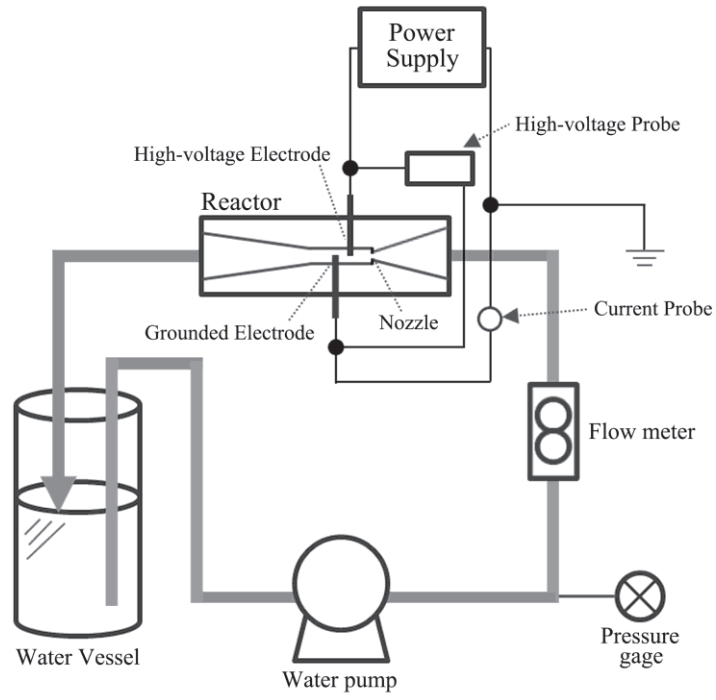 Power
Supply
High-voltage Probe
High-voltage Electrode
Reactor
Grounded Electrode
Nozzle
Current Probe
Flow meter
Water Vessel
Water pump
Pressure
gage